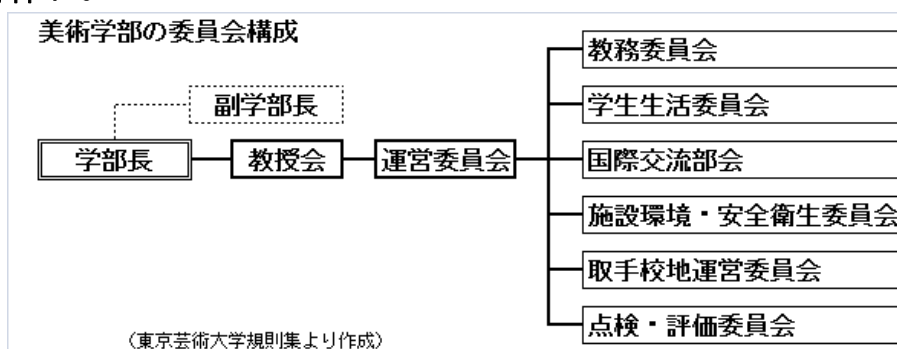 美術学部の委員会構成
副学部長
学部長
教授会
運営委員会
教務委員会
学生生活委員会
国際交流部会
施設環境・安全衛生委員会
取手校地運営委員会
点検・評価委員会
（東京芸術大学規則集より作成）